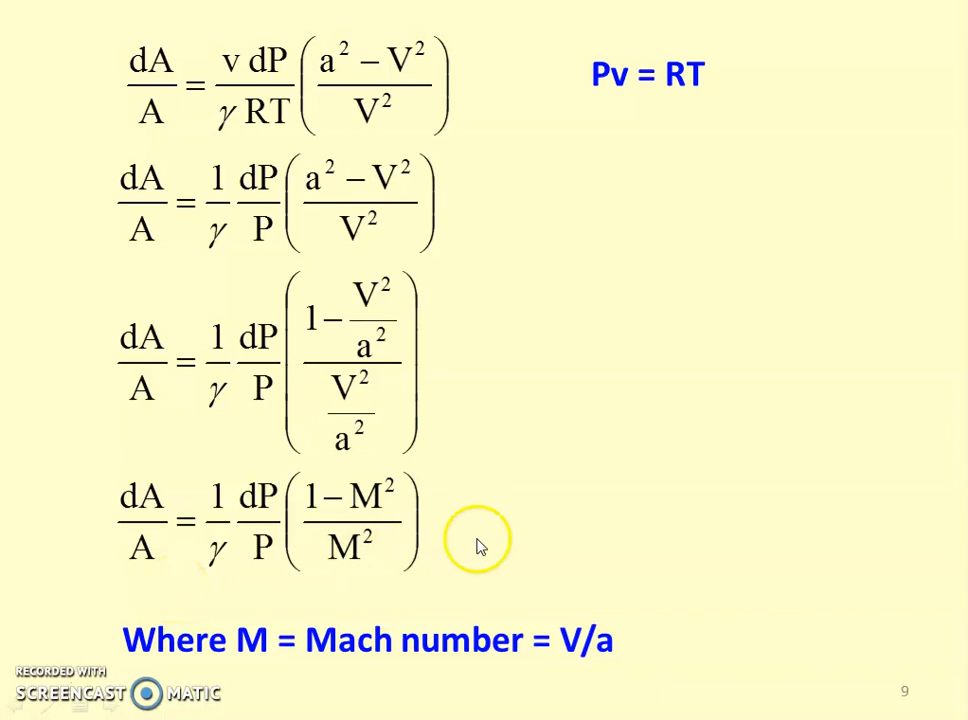 dA/A = v dP/γ RT ((a² – V²)/V²)
Pv = RT
dA/A = 1/γ dP/P ((a² – V²)/V²)
dA/A = 1/γ dP/P ((1 – V²/a²)/(V²/a²))
dA/A = 1/γ dP/P ((1 – M²)/M²)
Where M = Mach number = V/a
RECORDED WITH
SCREENCAST MATIC
9